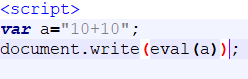 <script>
var a="10+10";
document.write(eval(a));